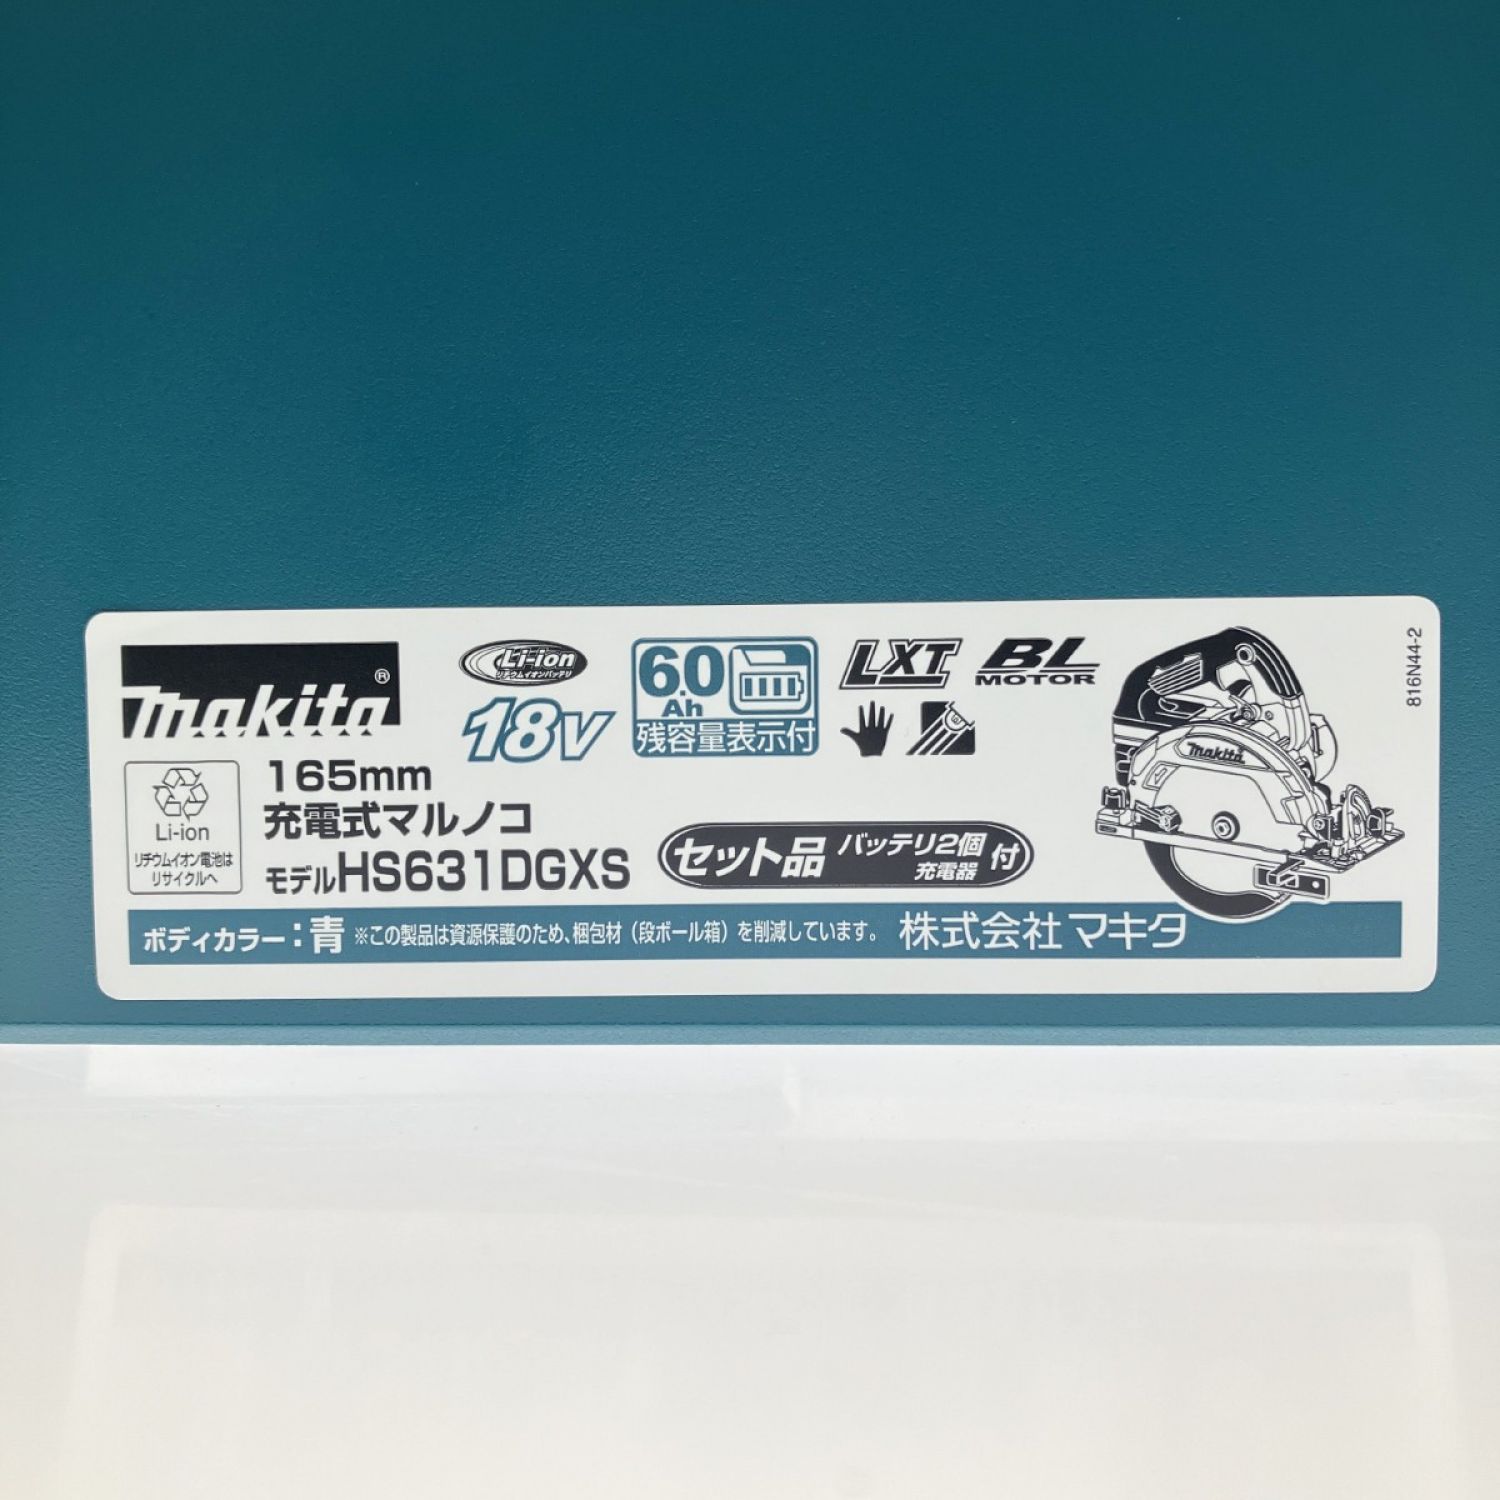 makita®
Li-ion
リチウムイオンバッテリ
18V
6.0
Ah
残容量表示付
LXT
BL
MOTOR
816N44-2
Li-ion
リチウムイオン電池は
リサイクルへ
165mm
充電式マルノコ
モデルHS631DGXS
セット品 バッテリ2個 充電器 付
makita
ボディカラー：青 ※この製品は資源保護のため、梱包材（段ボール箱）を削減しています。 株式会社マキタ